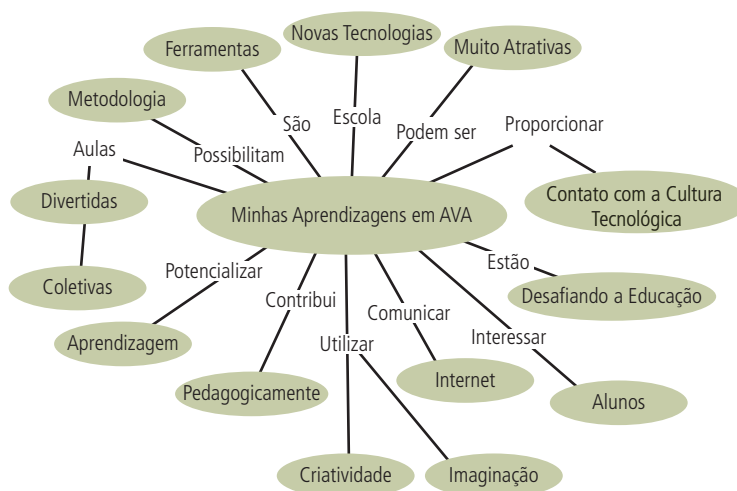 Novas Tecnologias
Ferramentas
Muito Atrativas
Metodologia
São
Escola
Podem ser
Proporcionar
Aulas
Possibilitam
Divertidas
Minhas Aprendizagens em AVA
Contato com a Cultura
Tecnológica
Coletivas
Potencializar
Estão
Contribui
Comunicar
Desafiando a Educação
Aprendizagem
Utilizar
Interessar
Pedagogicamente
Internet
Alunos
Criatividade
Imaginação